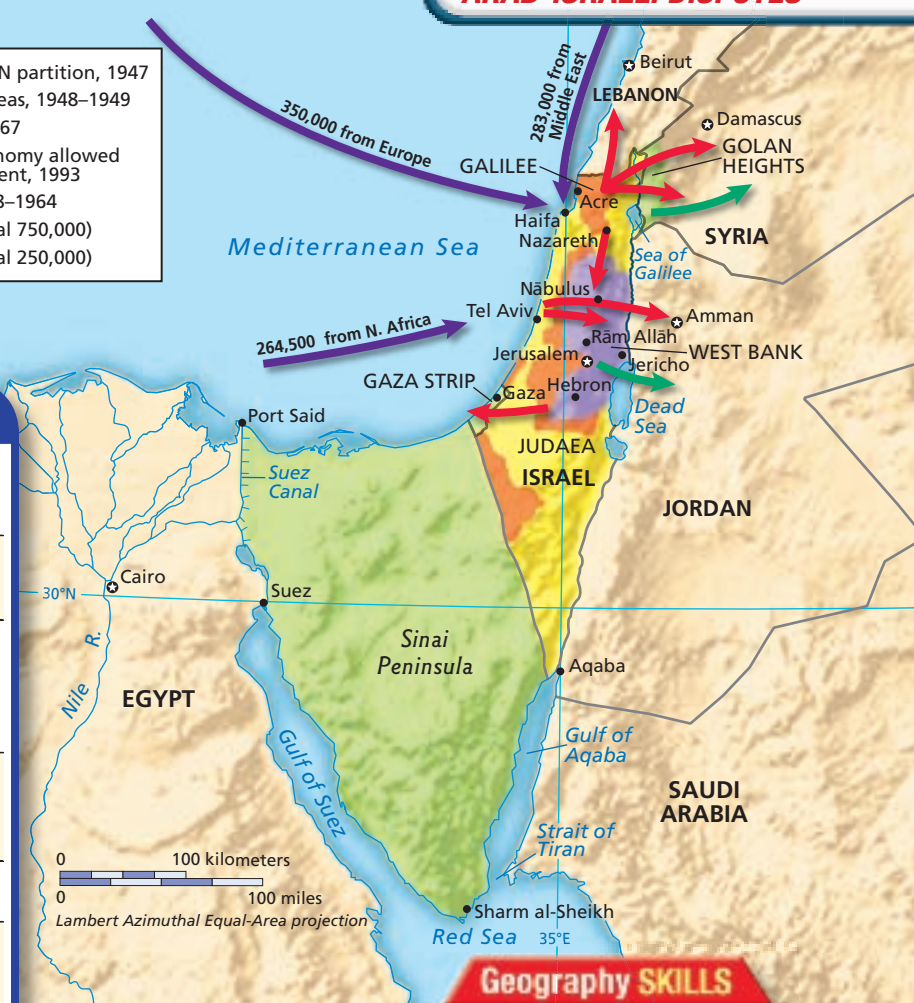 ARAB-ISRAELI DISPUTES
N partition, 1947
eas, 1948–1949
67
nomy allowed
ent, 1993
3–1964
al 750,000)
al 250,000)
350,000 from Europe
283,000 from
Middle East
Beirut
LEBANON
Damascus
GOLAN
HEIGHTS
GALILEE
Acre
Haifa
Nazareth
SYRIA
Mediterranean Sea
Sea of
Galilee
Nābulus
Tel Aviv
Amman
264,500 from N. Africa
Rām Allāh
WEST BANK
Jerusalem
Jericho
GAZA STRIP
Gaza
Hebron
Dead
Sea
Port Said
JUDAEA
ISRAEL
Suez
Canal
JORDAN
Cairo
30°N
Suez
Sinai
Peninsula
Nile R.
EGYPT
Aqaba
Gulf of Suez
Gulf of
Aqaba
SAUDI
ARABIA
Strait of
Tiran
0 100 kilometers
0 100 miles
Lambert Azimuthal Equal-Area projection
Sharm al-Sheikh
Red Sea
35°E
Geography SKILLS